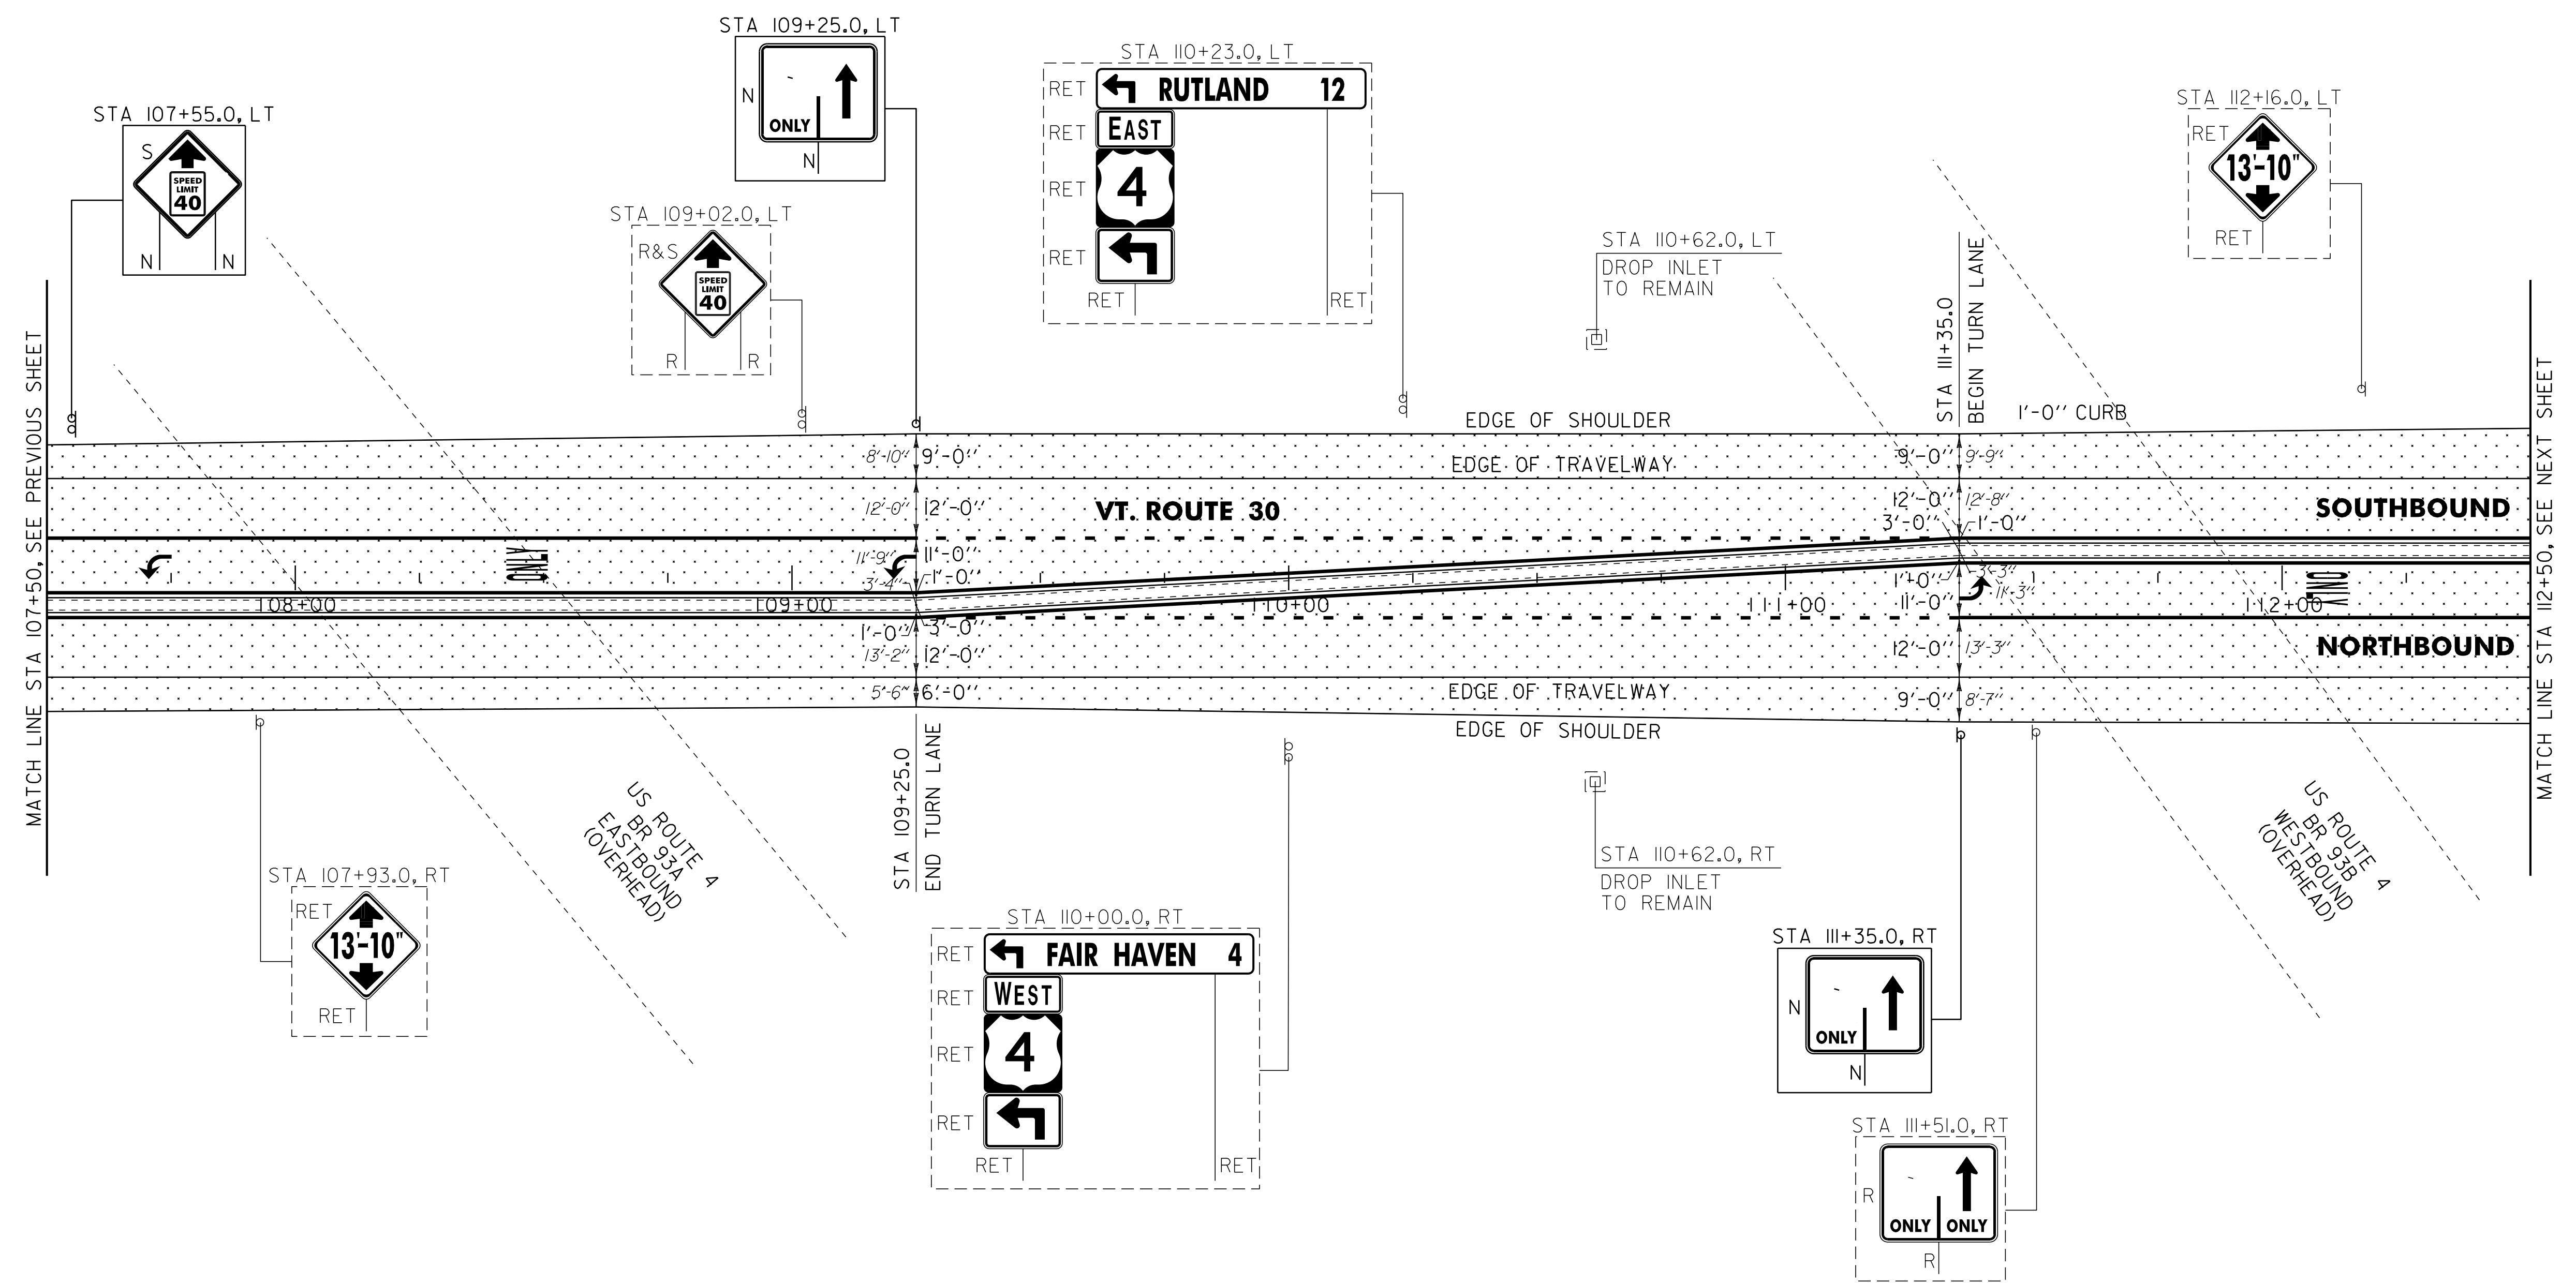 STA 109+25.0, LT
N
ONLY
N
STA 110+23.0, LT
RET
RUTLAND 12
RET
EAST
RET
4
RET
RET
RET
STA 107+55.0, LT
S
SPEED
LIMIT
40
N
N
STA 109+02.0, LT
R&S
SPEED
LIMIT
40
R
R
STA 110+62.0, LT
DROP INLET
TO REMAIN
STA 112+16.0, LT
RET
13'-10"
RET
STA 111+35.0
BEGIN TURN LANE
MATCH LINE STA 107+50, SEE PREVIOUS SHEET
MATCH LINE STA 112+50, SEE NEXT SHEET
EDGE OF SHOULDER
1'-0" CURB
8'-10"
9'-0"
EDGE OF TRAVELWAY
9'-0"
9'-9"
12'-0"
12'-0"
VT. ROUTE 30
12'-0"
12'-8"
SOUTHBOUND
3'-0"
1'-0"
11'-9"
11'-0"
3'-4"
1'-0"
ONLY
1'-0"
3'-3"
11'-0"
11'-3"
ONLY
108+00
109+00
110+00
111+00
112+00
1'-0"
3'-0"
13'-2"
12'-0"
12'-0"
13'-3"
NORTHBOUND
5'-6"
6'-0"
EDGE OF TRAVELWAY
9'-0"
8'-7"
EDGE OF SHOULDER
STA 109+25.0
END TURN LANE
US ROUTE 4
BR 93A
EASTBOUND
(OVERHEAD)
US ROUTE 4
BR 93B
WESTBOUND
(OVERHEAD)
STA 107+93.0, RT
RET
13'-10"
RET
STA 110+00.0, RT
RET
FAIR HAVEN 4
RET
WEST
RET
4
RET
RET
RET
STA 110+62.0, RT
DROP INLET
TO REMAIN
STA 111+35.0, RT
N
ONLY
N
STA 111+51.0, RT
R
ONLY
ONLY
R